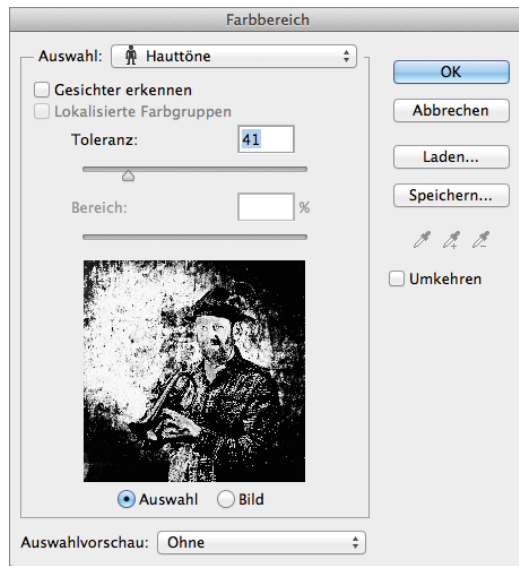 Farbbereich
Auswahl: Hauttöne
OK
Gesichter erkennen
Lokalisierte Farbgruppen
Abbrechen
Toleranz: 41
Laden...
Bereich: %
Speichern...
Umkehren
Auswahl Bild
Auswahlvorschau: Ohne